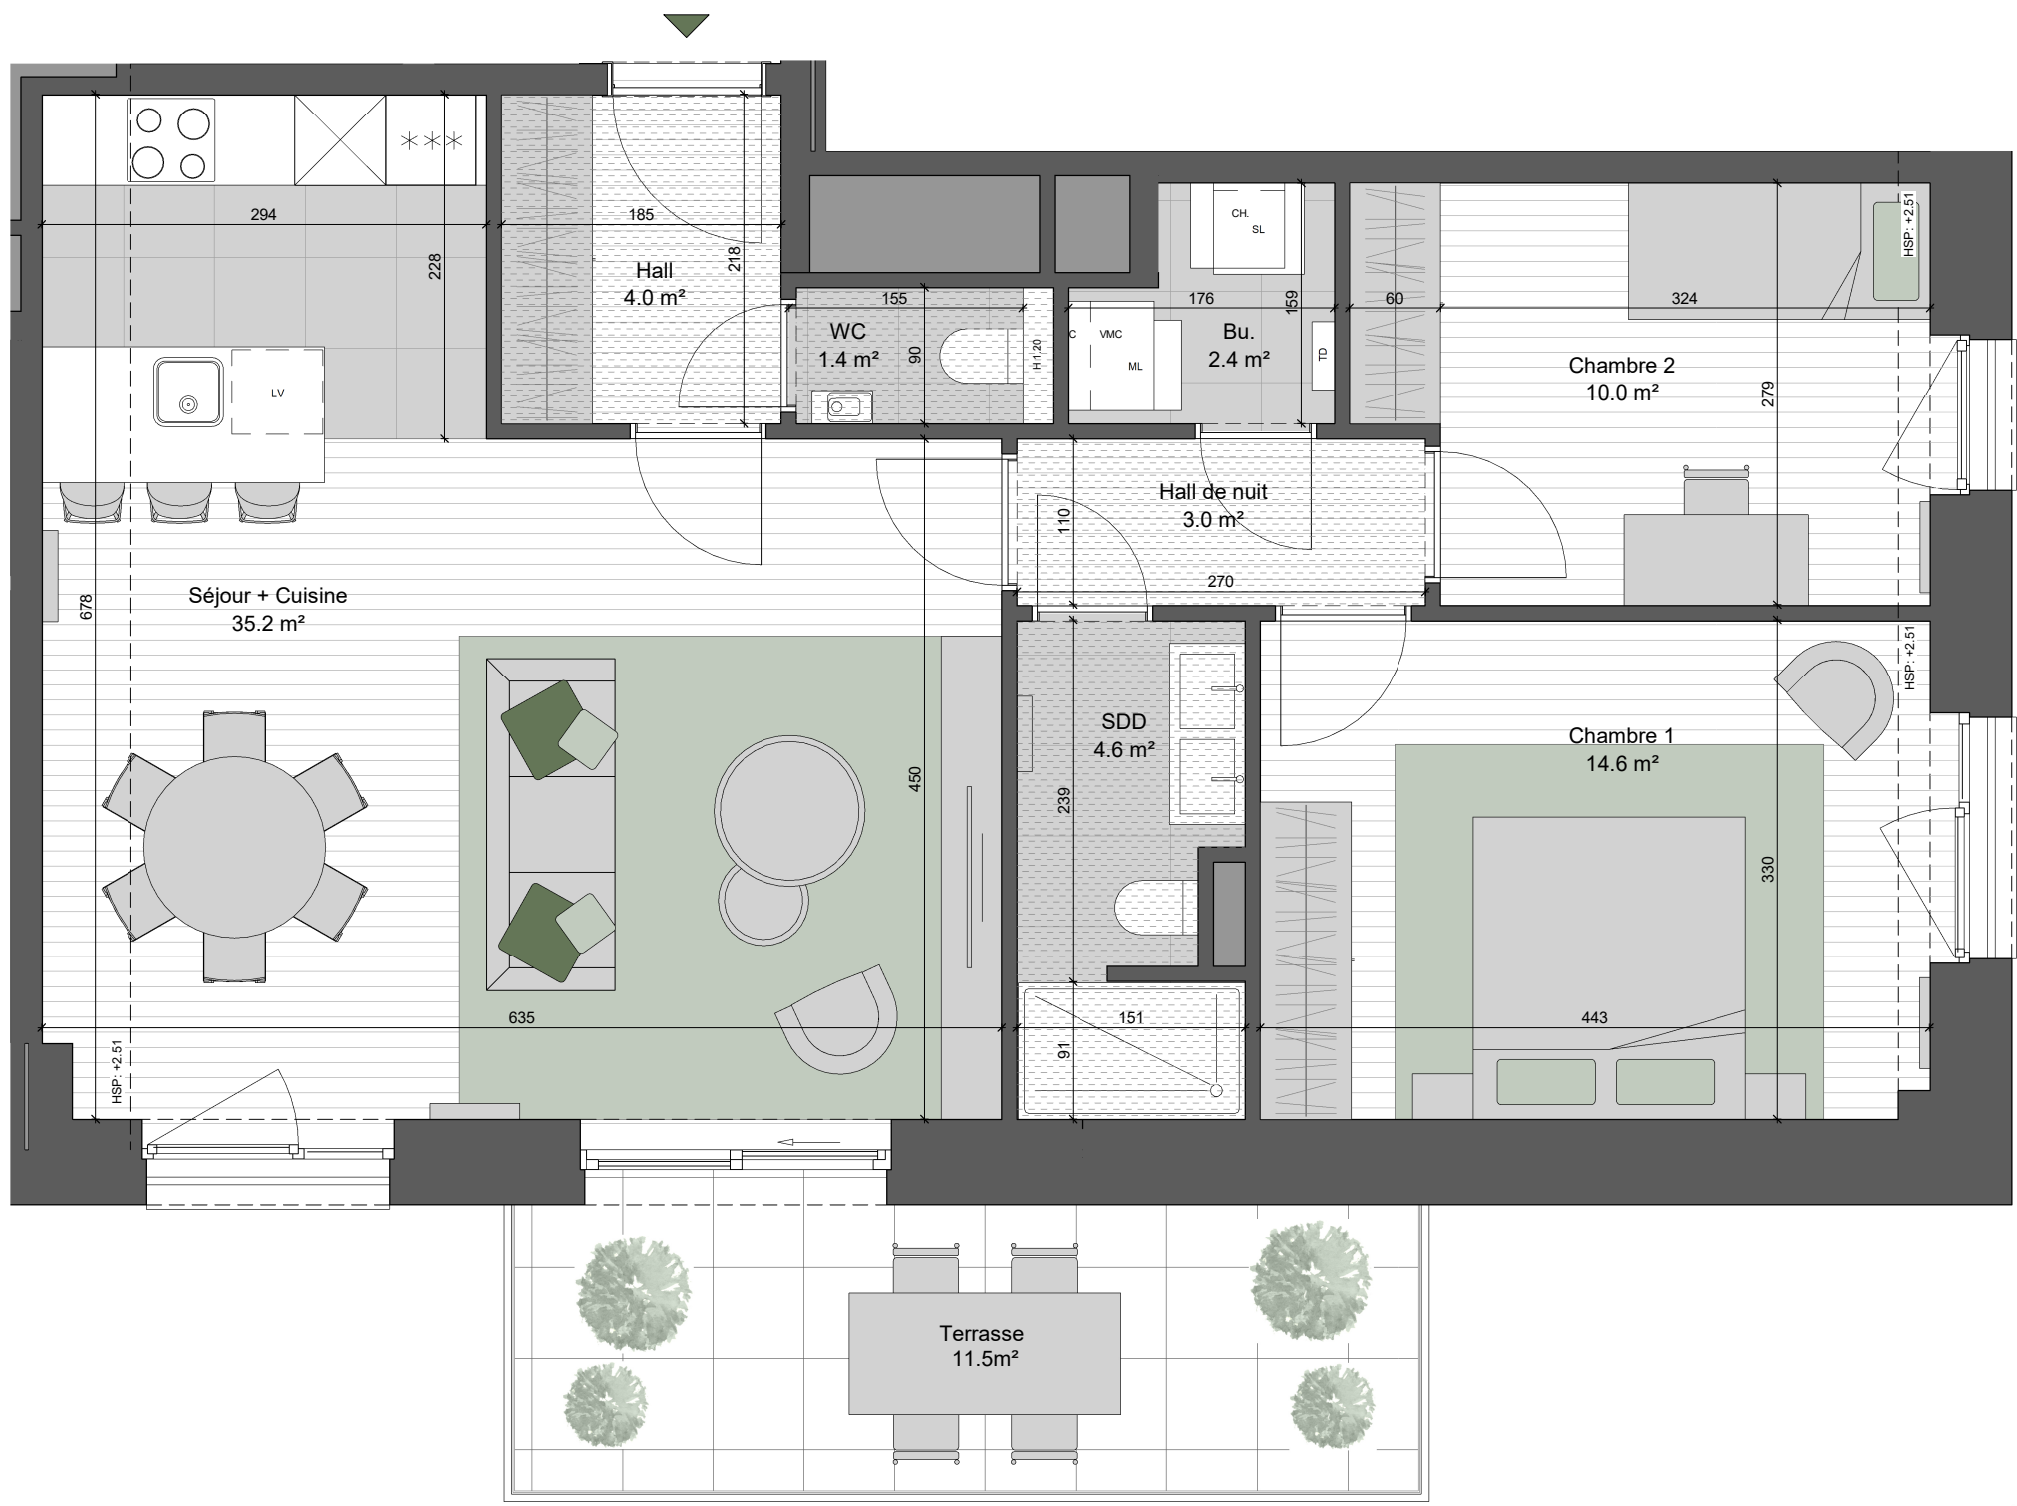 294
228
185
218
Hall
4.0 m²
155
WC
1.4 m²
90
H 1.20
CH.
SL
176
159
C
VMC
ML
Bu.
2.4 m²
TD
60
324
HSP: +2.51
Chambre 2
10.0 m²
279
LV
Séjour + Cuisine
35.2 m²
678
450
635
HSP: +2.51
Hall de nuit
3.0 m²
110
270
SDD
4.6 m²
239
151
91
HSP: +2.51
Chambre 1
14.6 m²
330
443
Terrasse
11.5m²